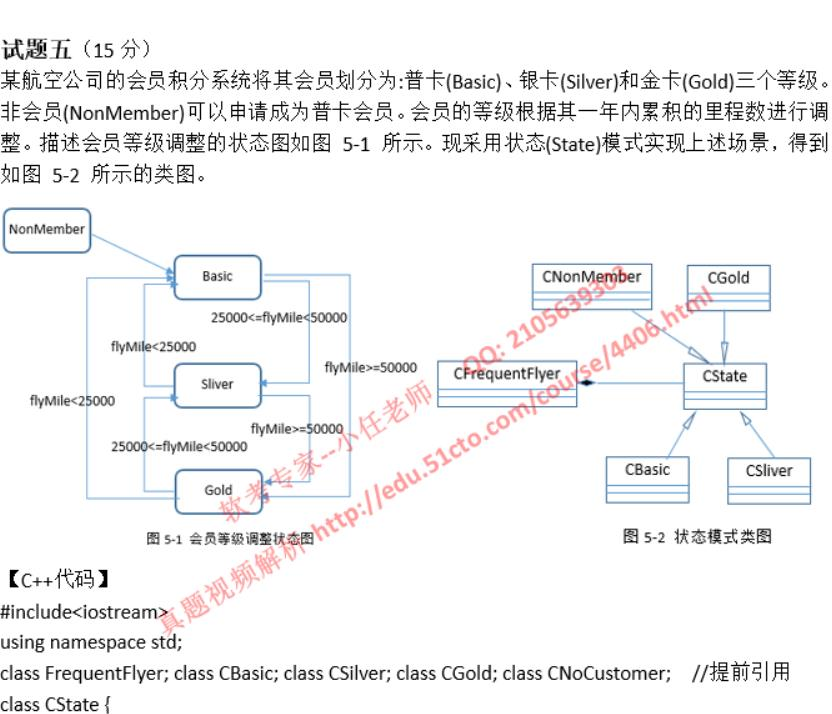 试题五（15 分）
某航空公司的会员积分系统将其会员划分为:普卡(Basic)、银卡(Silver)和金卡(Gold)三个等级。
非会员(NonMember)可以申请成为普卡会员。会员的等级根据其一年内累积的里程数进行调
整。描述会员等级调整的状态图如图 5-1 所示。现采用状态(State)模式实现上述场景，得到
如图 5-2 所示的类图。
NonMember
Basic
25000<=flyMile<50000
flyMile<25000
flyMile>=50000
Sliver
flyMile<25000
flyMile>=50000
25000<=flyMile<50000
Gold
图 5-1 会员等级调整状态图
CNonMember
CGold
CFrequentFlyer
CState
CBasic
CSliver
图 5-2 状态模式类图
软考专家--小任老师 QQ: 2105639303
真题视频解析 http://edu.51cto.com/course/4406.html
【C++代码】
#include<iostream>
using namespace std;
class FrequentFlyer; class CBasic; class CSilver; class CGold; class CNoCustomer; //提前引用
class CState {